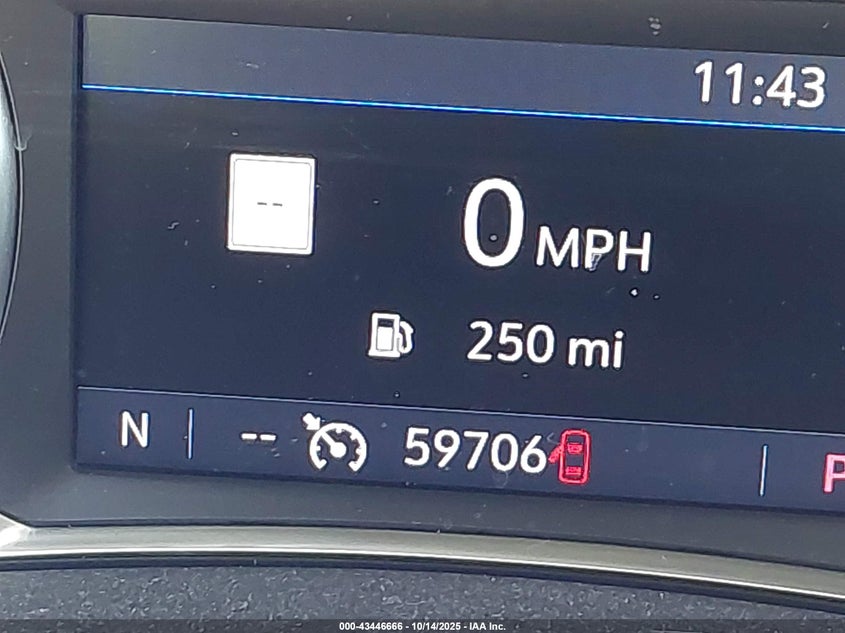 11:43
--
0 MPH
250 mi
N -- 59706 P
000-43446666 - 10/14/2025 - IAA Inc.